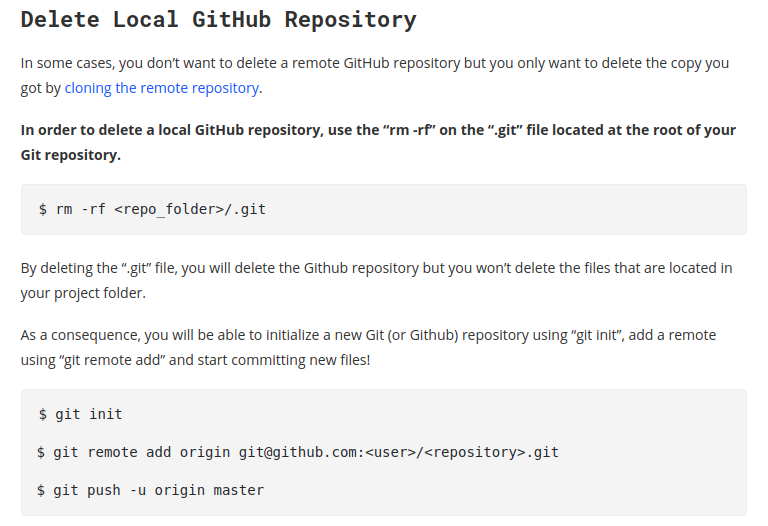 Delete Local GitHub Repository
In some cases, you don’t want to delete a remote GitHub repository but you only want to delete the copy you
got by cloning the remote repository.
In order to delete a local GitHub repository, use the “rm -rf” on the “.git” file located at the root of your
Git repository.
$ rm -rf <repo_folder>/.git
By deleting the “.git” file, you will delete the Github repository but you won’t delete the files that are located in
your project folder.
As a consequence, you will be able to initialize a new Git (or Github) repository using “git init”, add a remote
using “git remote add” and start committing new files!
$ git init
$ git remote add origin git@github.com:<user>/<repository>.git
$ git push -u origin master